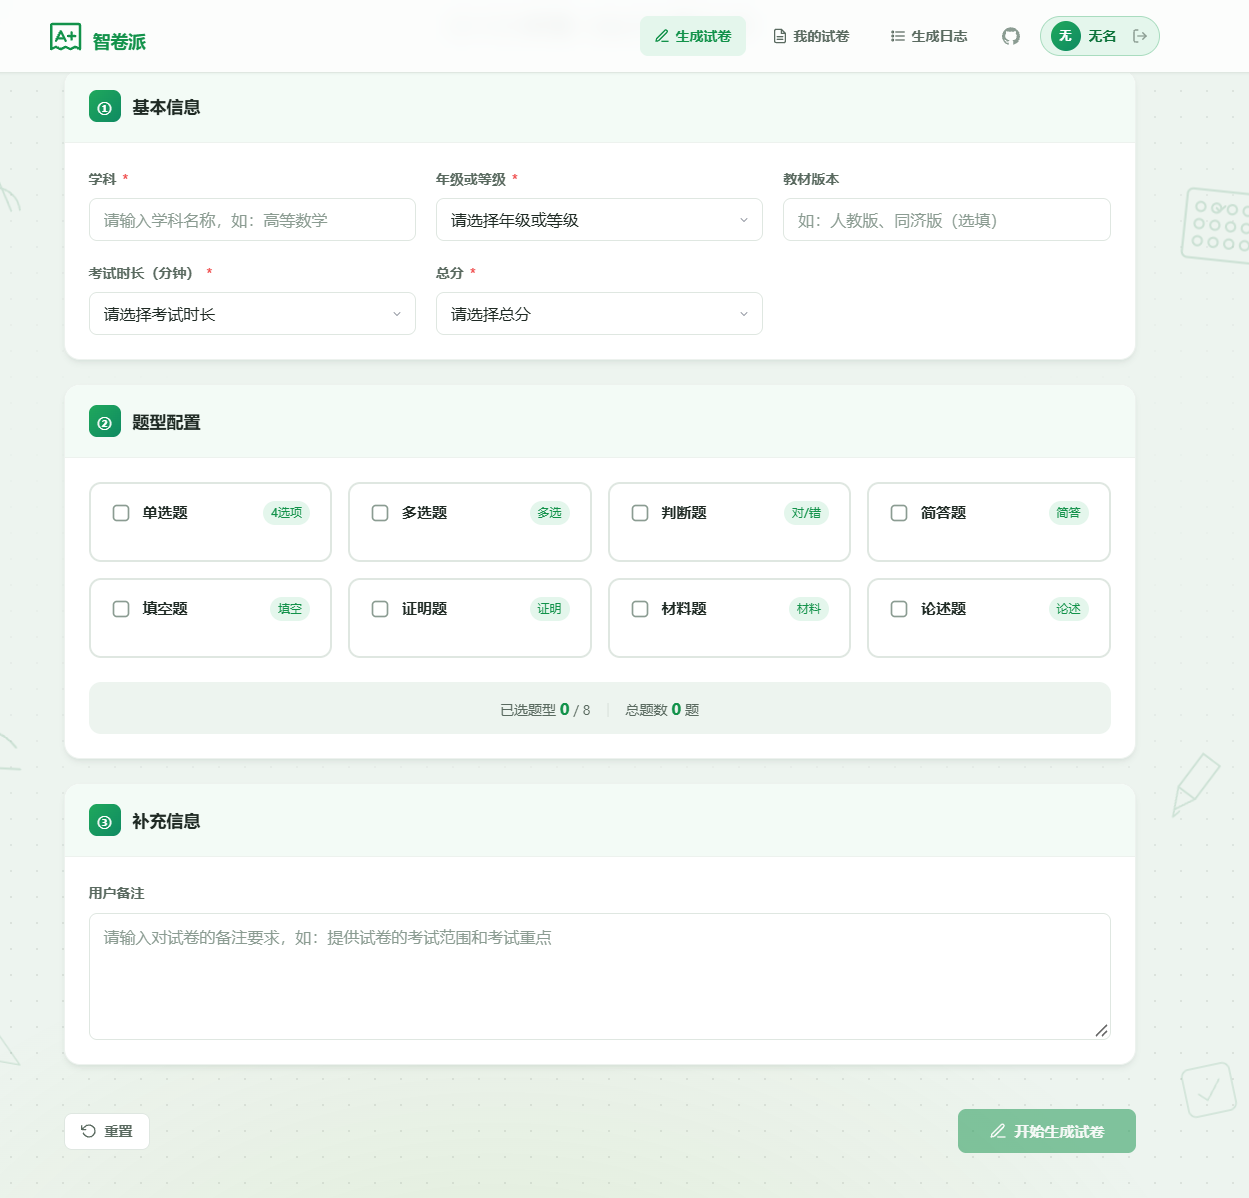 A+ 智卷派
生成试卷 我的试卷 生成日志 无 无名
① 基本信息
学科 * 年级或等级 * 教材版本
请输入学科名称，如：高等数学 请选择年级或等级 如：人教版、同济版（选填）
考试时长（分钟） * 总分 *
请选择考试时长 请选择总分
② 题型配置
单选题 4选项 多选题 多选 判断题 对/错 简答题 简答
填空题 填空 证明题 证明 材料题 材料 论述题 论述
已选题型 0 / 8 总题数 0 题
③ 补充信息
用户备注
请输入对试卷的备注要求，如：提供试卷的考试范围和考试重点
重置 开始生成试卷